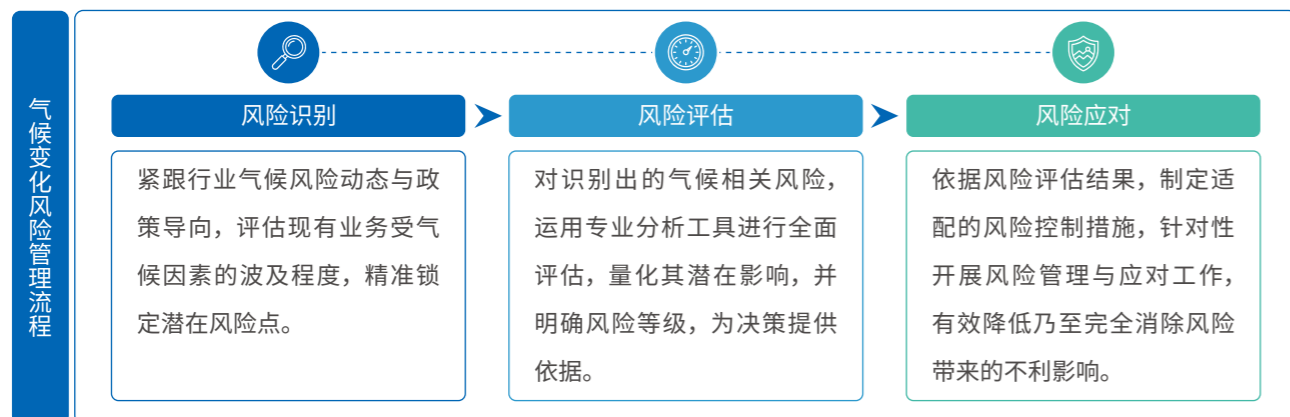 气候变化风险管理流程
风险识别
紧跟行业气候风险动态与政
策导向，评估现有业务受气
候因素的波及程度，精准锁
定潜在风险点。
风险评估
对识别出的气候相关风险，
运用专业分析工具进行全面
评估，量化其潜在影响，并
明确风险等级，为决策提供
依据。
风险应对
依据风险评估结果，制定适
配的风险控制措施，针对性
开展风险管理与应对工作，
有效降低乃至完全消除风险
带来的不利影响。